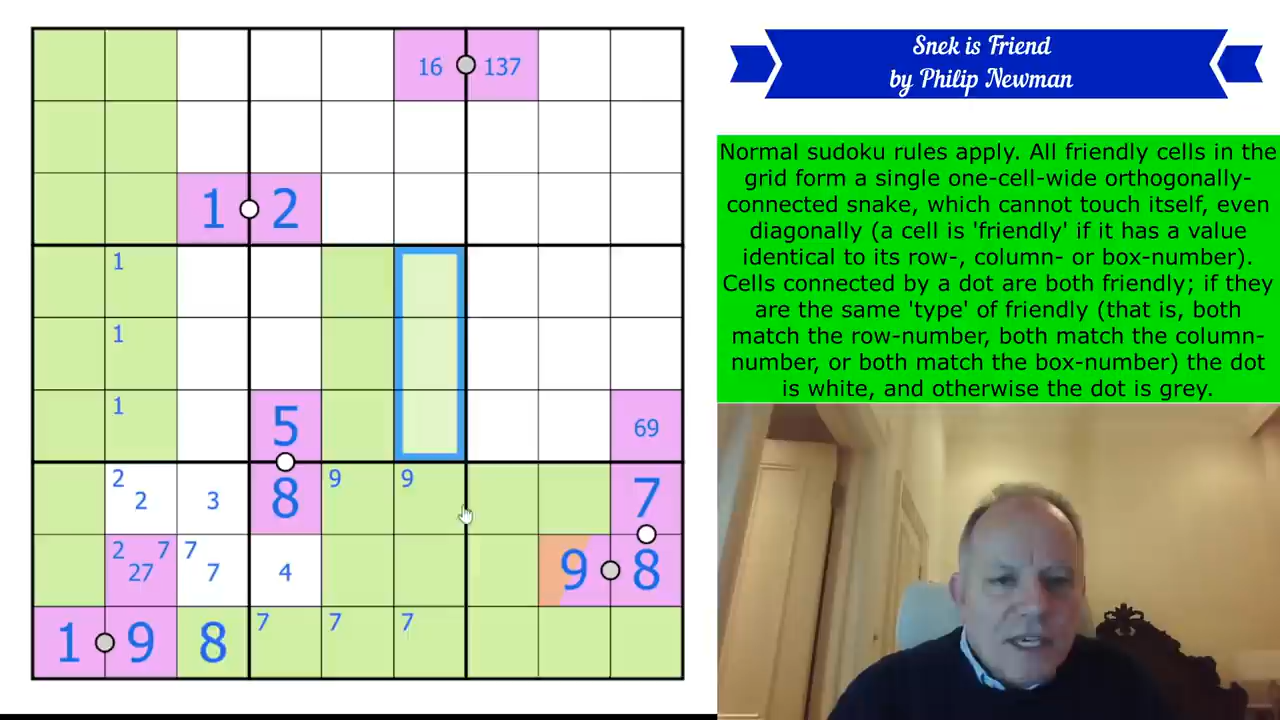 Snek is Friend
by Philip Newman
Normal sudoku rules apply. All friendly cells in the
grid form a single one-cell-wide orthogonally-
connected snake, which cannot touch itself, even
diagonally (a cell is 'friendly' if it has a value
identical to its row-, column- or box-number).
Cells connected by a dot are both friendly; if they
are the same 'type' of friendly (that is, both
match the row-number, both match the column-
number, or both match the box-number) the dot
is white, and otherwise the dot is grey.
16 137
1 2
1
1
1 5 69
2 2 3 8 9 9 7
2 7 27 7 7 4 9 8
1 9 8 7 7 7